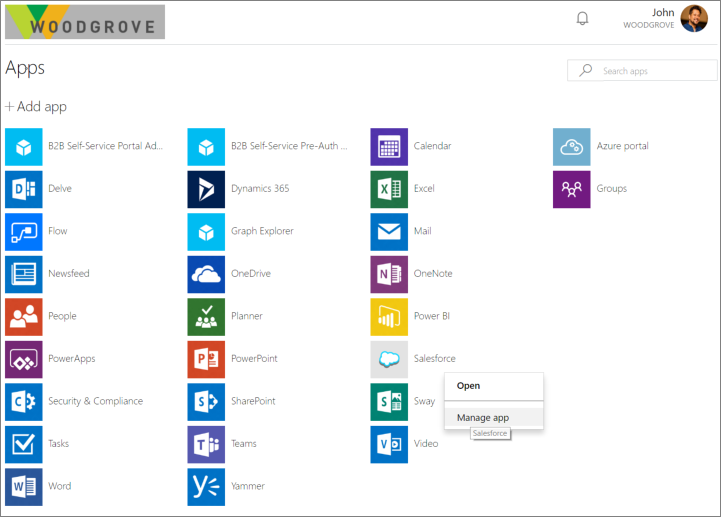 WOODGROVE
John
WOODGROVE
Apps
Search apps
+ Add app
B2B Self-Service Portal Ad...
B2B Self-Service Pre-Auth ...
Calendar
Azure portal
Delve
Dynamics 365
Excel
Groups
Flow
Graph Explorer
Mail
Newsfeed
OneDrive
OneNote
People
Planner
Power BI
PowerApps
PowerPoint
Salesforce
Open
Security & Compliance
SharePoint
Sway
Manage app
Salesforce
Tasks
Teams
Video
Word
Yammer